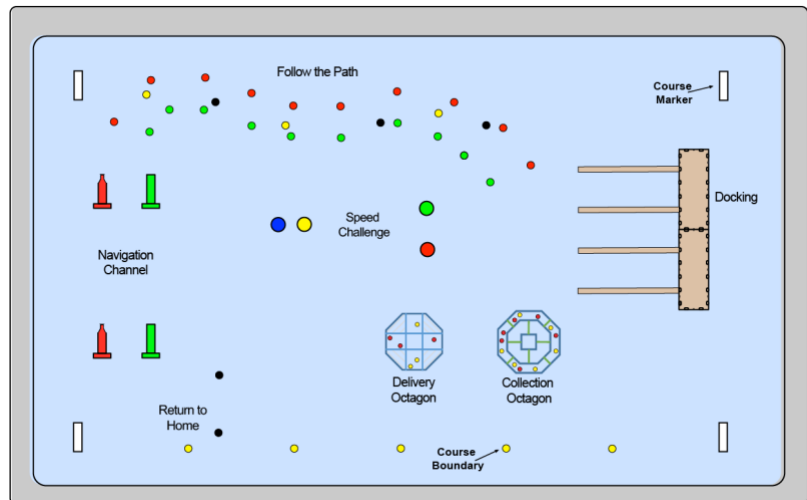 Follow the Path
Course
Marker
Docking
Speed
Challenge
Navigation
Channel
Delivery
Octagon
Collection
Octagon
Return to
Home
Course
Boundary